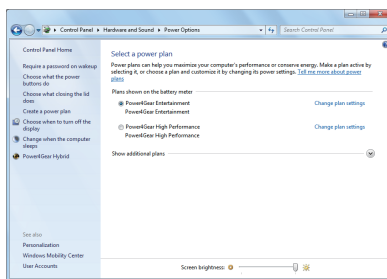 Control Panel ▸ Hardware and Sound ▸ Power Options
Search Control Panel
Control Panel Home
Require a password on wakeup
Choose what the power
buttons do
Choose what closing the lid
does
Create a power plan
Choose when to turn off the
display
Change when the computer
sleeps
Power4Gear Hybrid
See also
Personalization
Windows Mobility Center
User Accounts
Select a power plan
Power plans can help you maximize your computer's performance or conserve energy. Make a plan active by
selecting it, or choose a plan and customize it by changing its power settings. Tell me more about power
plans
Plans shown on the battery meter
Power4Gear Entertainment Change plan settings
Power4Gear Entertainment
Power4Gear High Performance Change plan settings
Power4Gear High Performance
Show additional plans
Screen brightness: